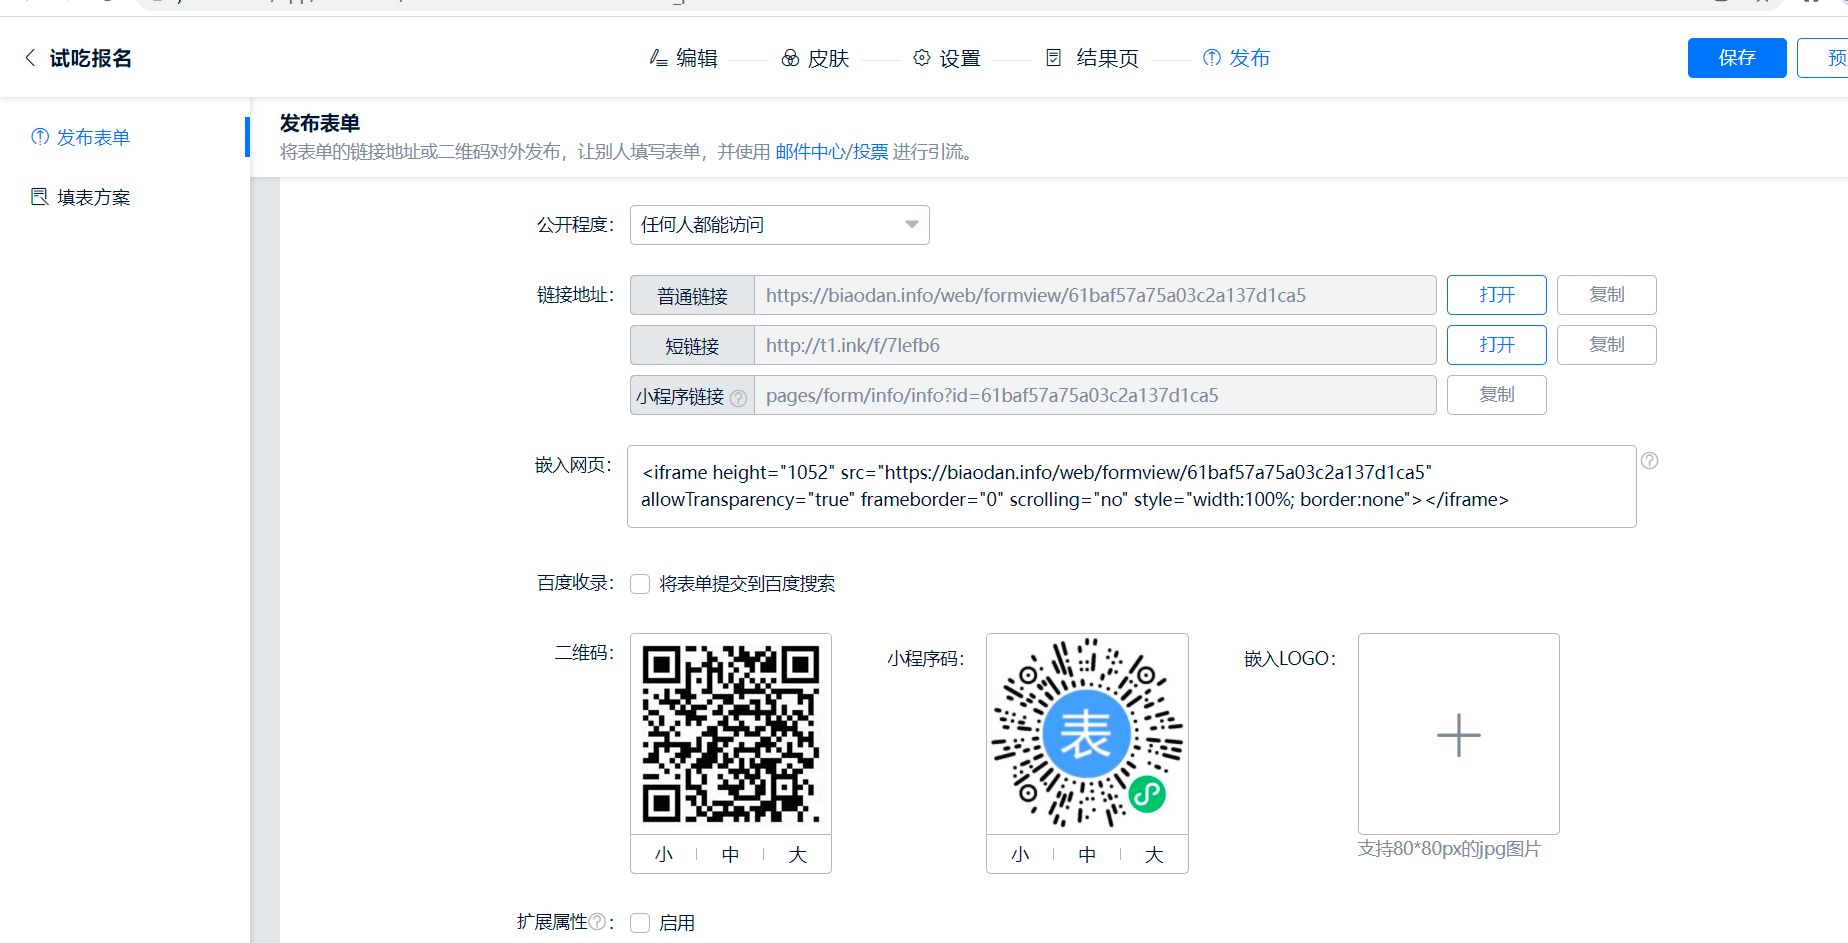 试吃报名
编辑
皮肤
设置
结果页
发布
保存
预
发布表单
填表方案
发布表单
将表单的链接地址或二维码对外发布，让别人填写表单，并使用 邮件中心/投票 进行引流。
公开程度：
任何人都能访问
链接地址：
普通链接
https://biaodan.info/web/formview/61baf57a75a03c2a137d1ca5
打开
复制
短链接
http://t1.ink/f/7lefb6
打开
复制
小程序链接
pages/form/info/info?id=61baf57a75a03c2a137d1ca5
复制
嵌入网页：
<iframe height="1052" src="https://biaodan.info/web/formview/61baf57a75a03c2a137d1ca5"
allowTransparency="true" frameborder="0" scrolling="no" style="width:100%; border:none"></iframe>
百度收录：
将表单提交到百度搜索
二维码：
小
中
大
小程序码：
表
小
中
大
嵌入LOGO：
支持80*80px的jpg图片
扩展属性 ：
启用